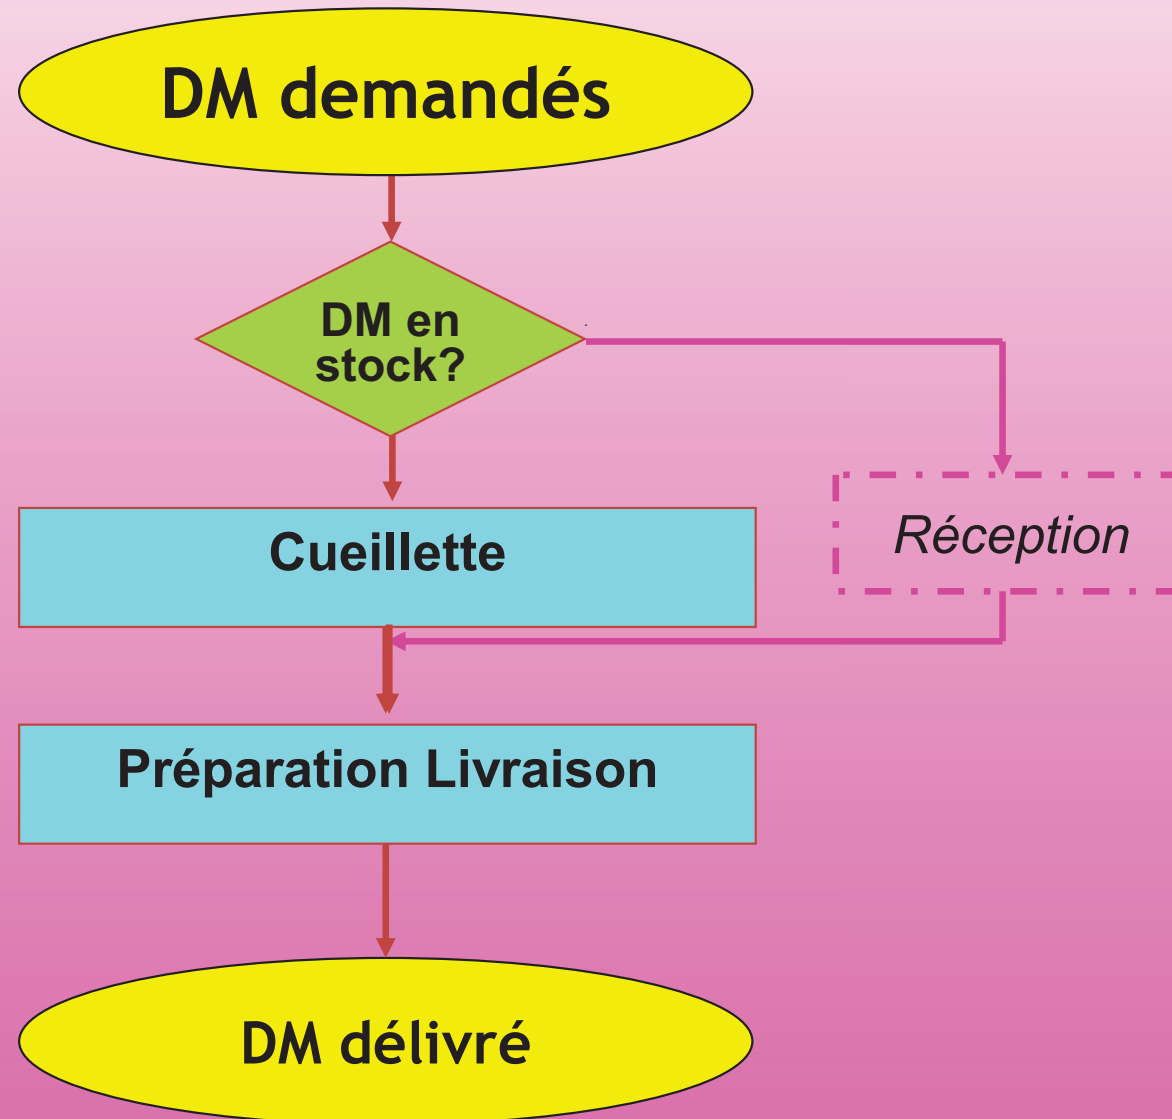 DM demandés
DM en
stock?
Cueillette
Réception
Préparation Livraison
DM délivré